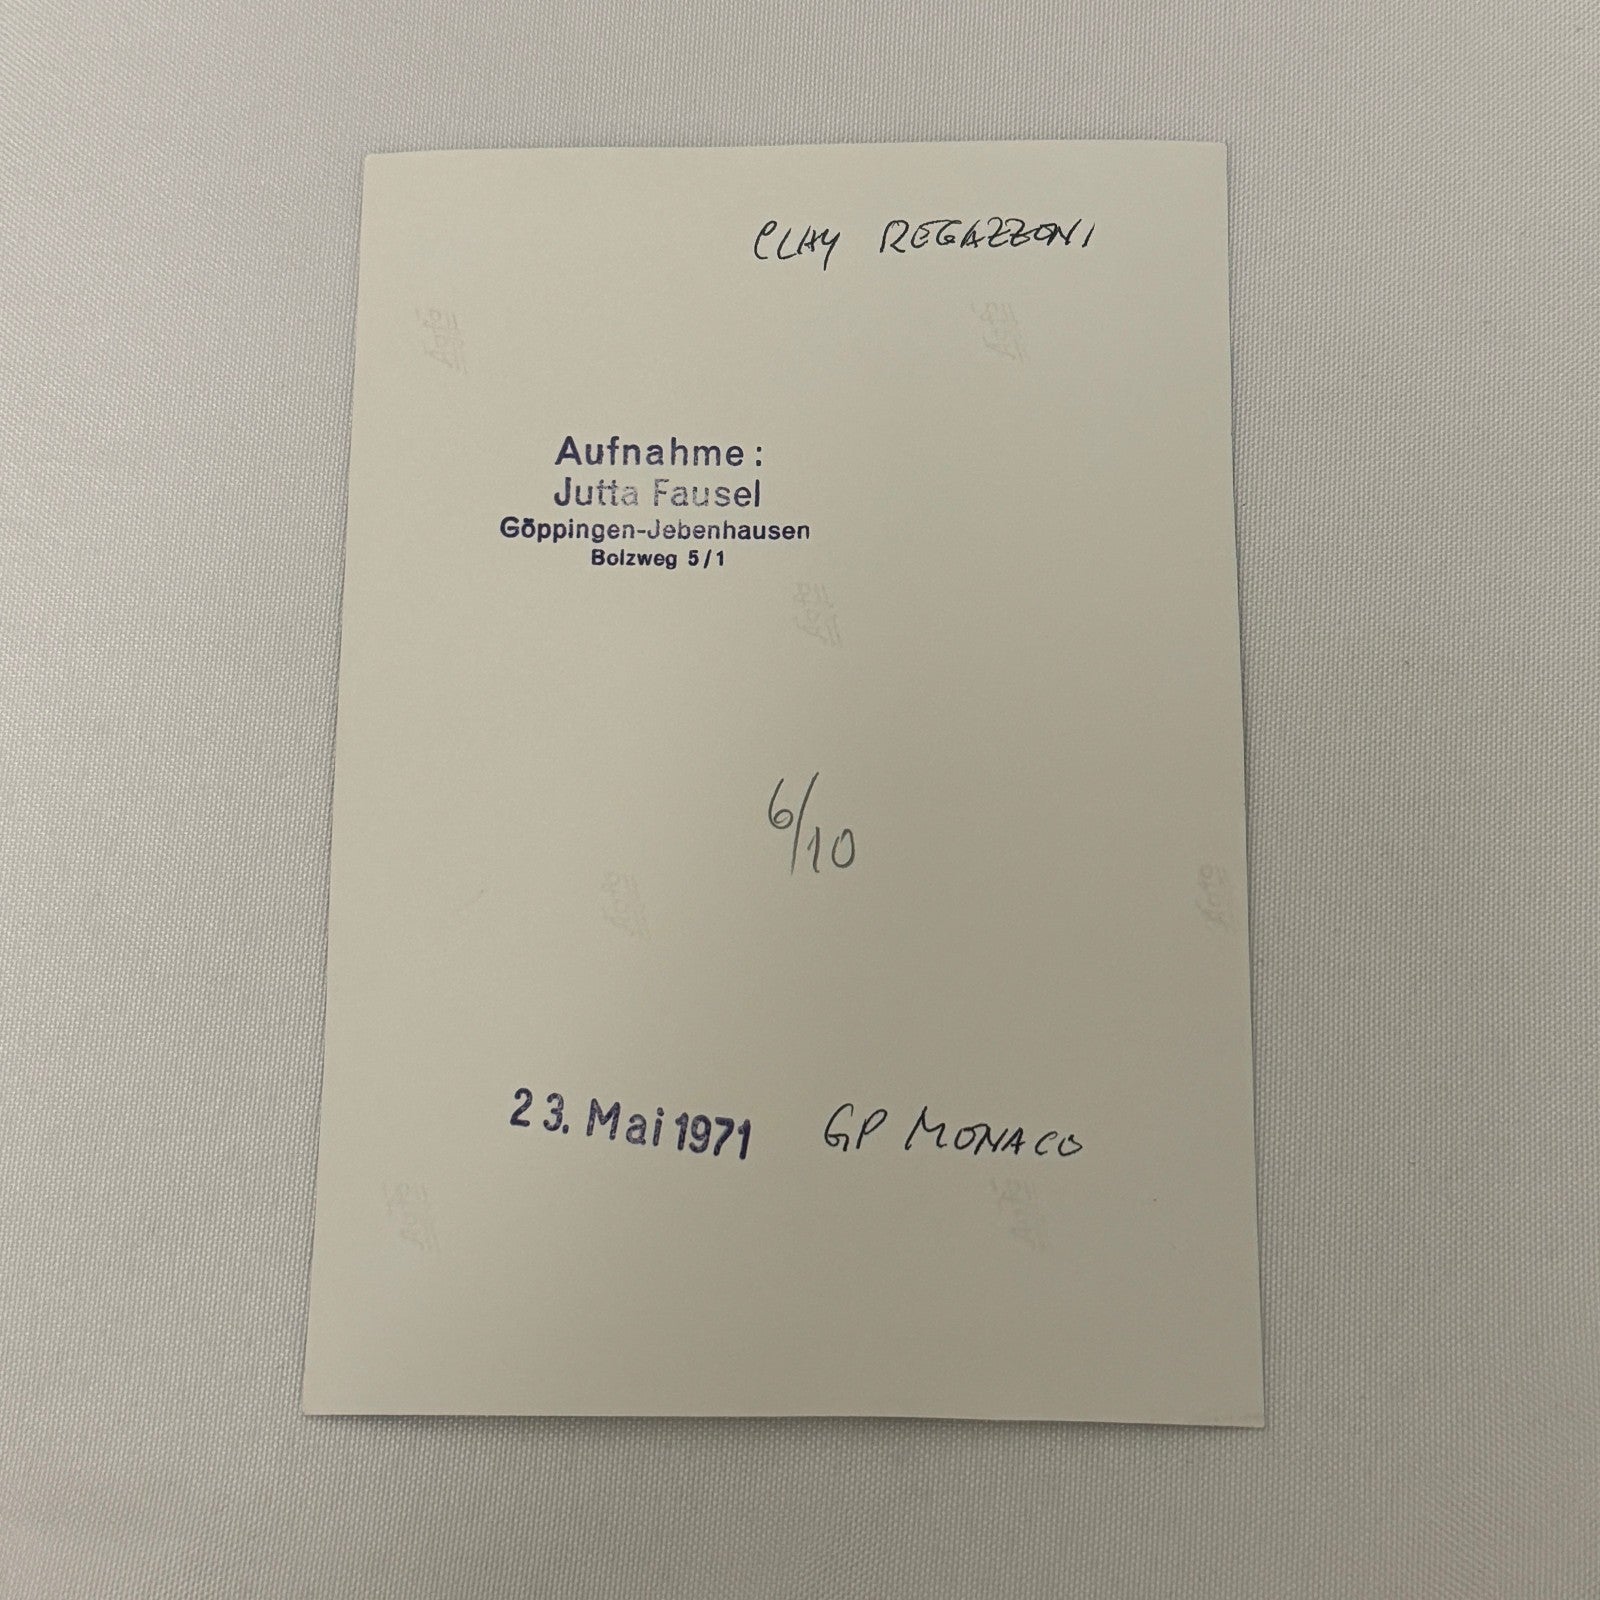 CLAY REGAZZONI
Aufnahme:
Jutta Fausel
Göppingen-Jebenhausen
Bolzweg 5/1
6/10
23. Mai 1971 GP MONACO